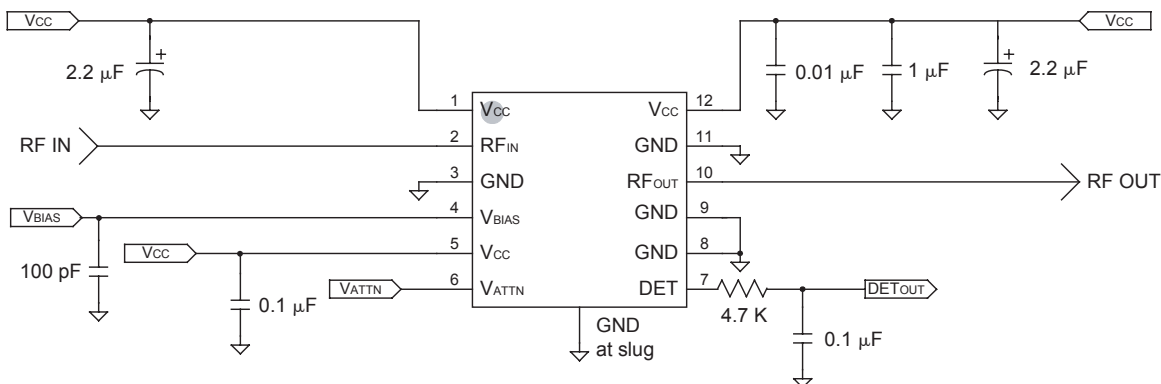 Vcc
Vcc
2.2 μF
+
0.01 μF
1 μF
+
2.2 μF
1
Vcc
Vcc
12
RF IN
2
RFIN
GND
11
3
GND
RFOUT
10
RF OUT
VBIAS
4
VBIAS
GND
9
Vcc
5
Vcc
GND
8
100 pF
VATTN
6
VATTN
DET
7
DETOUT
0.1 μF
4.7 K
GND
at slug
0.1 μF